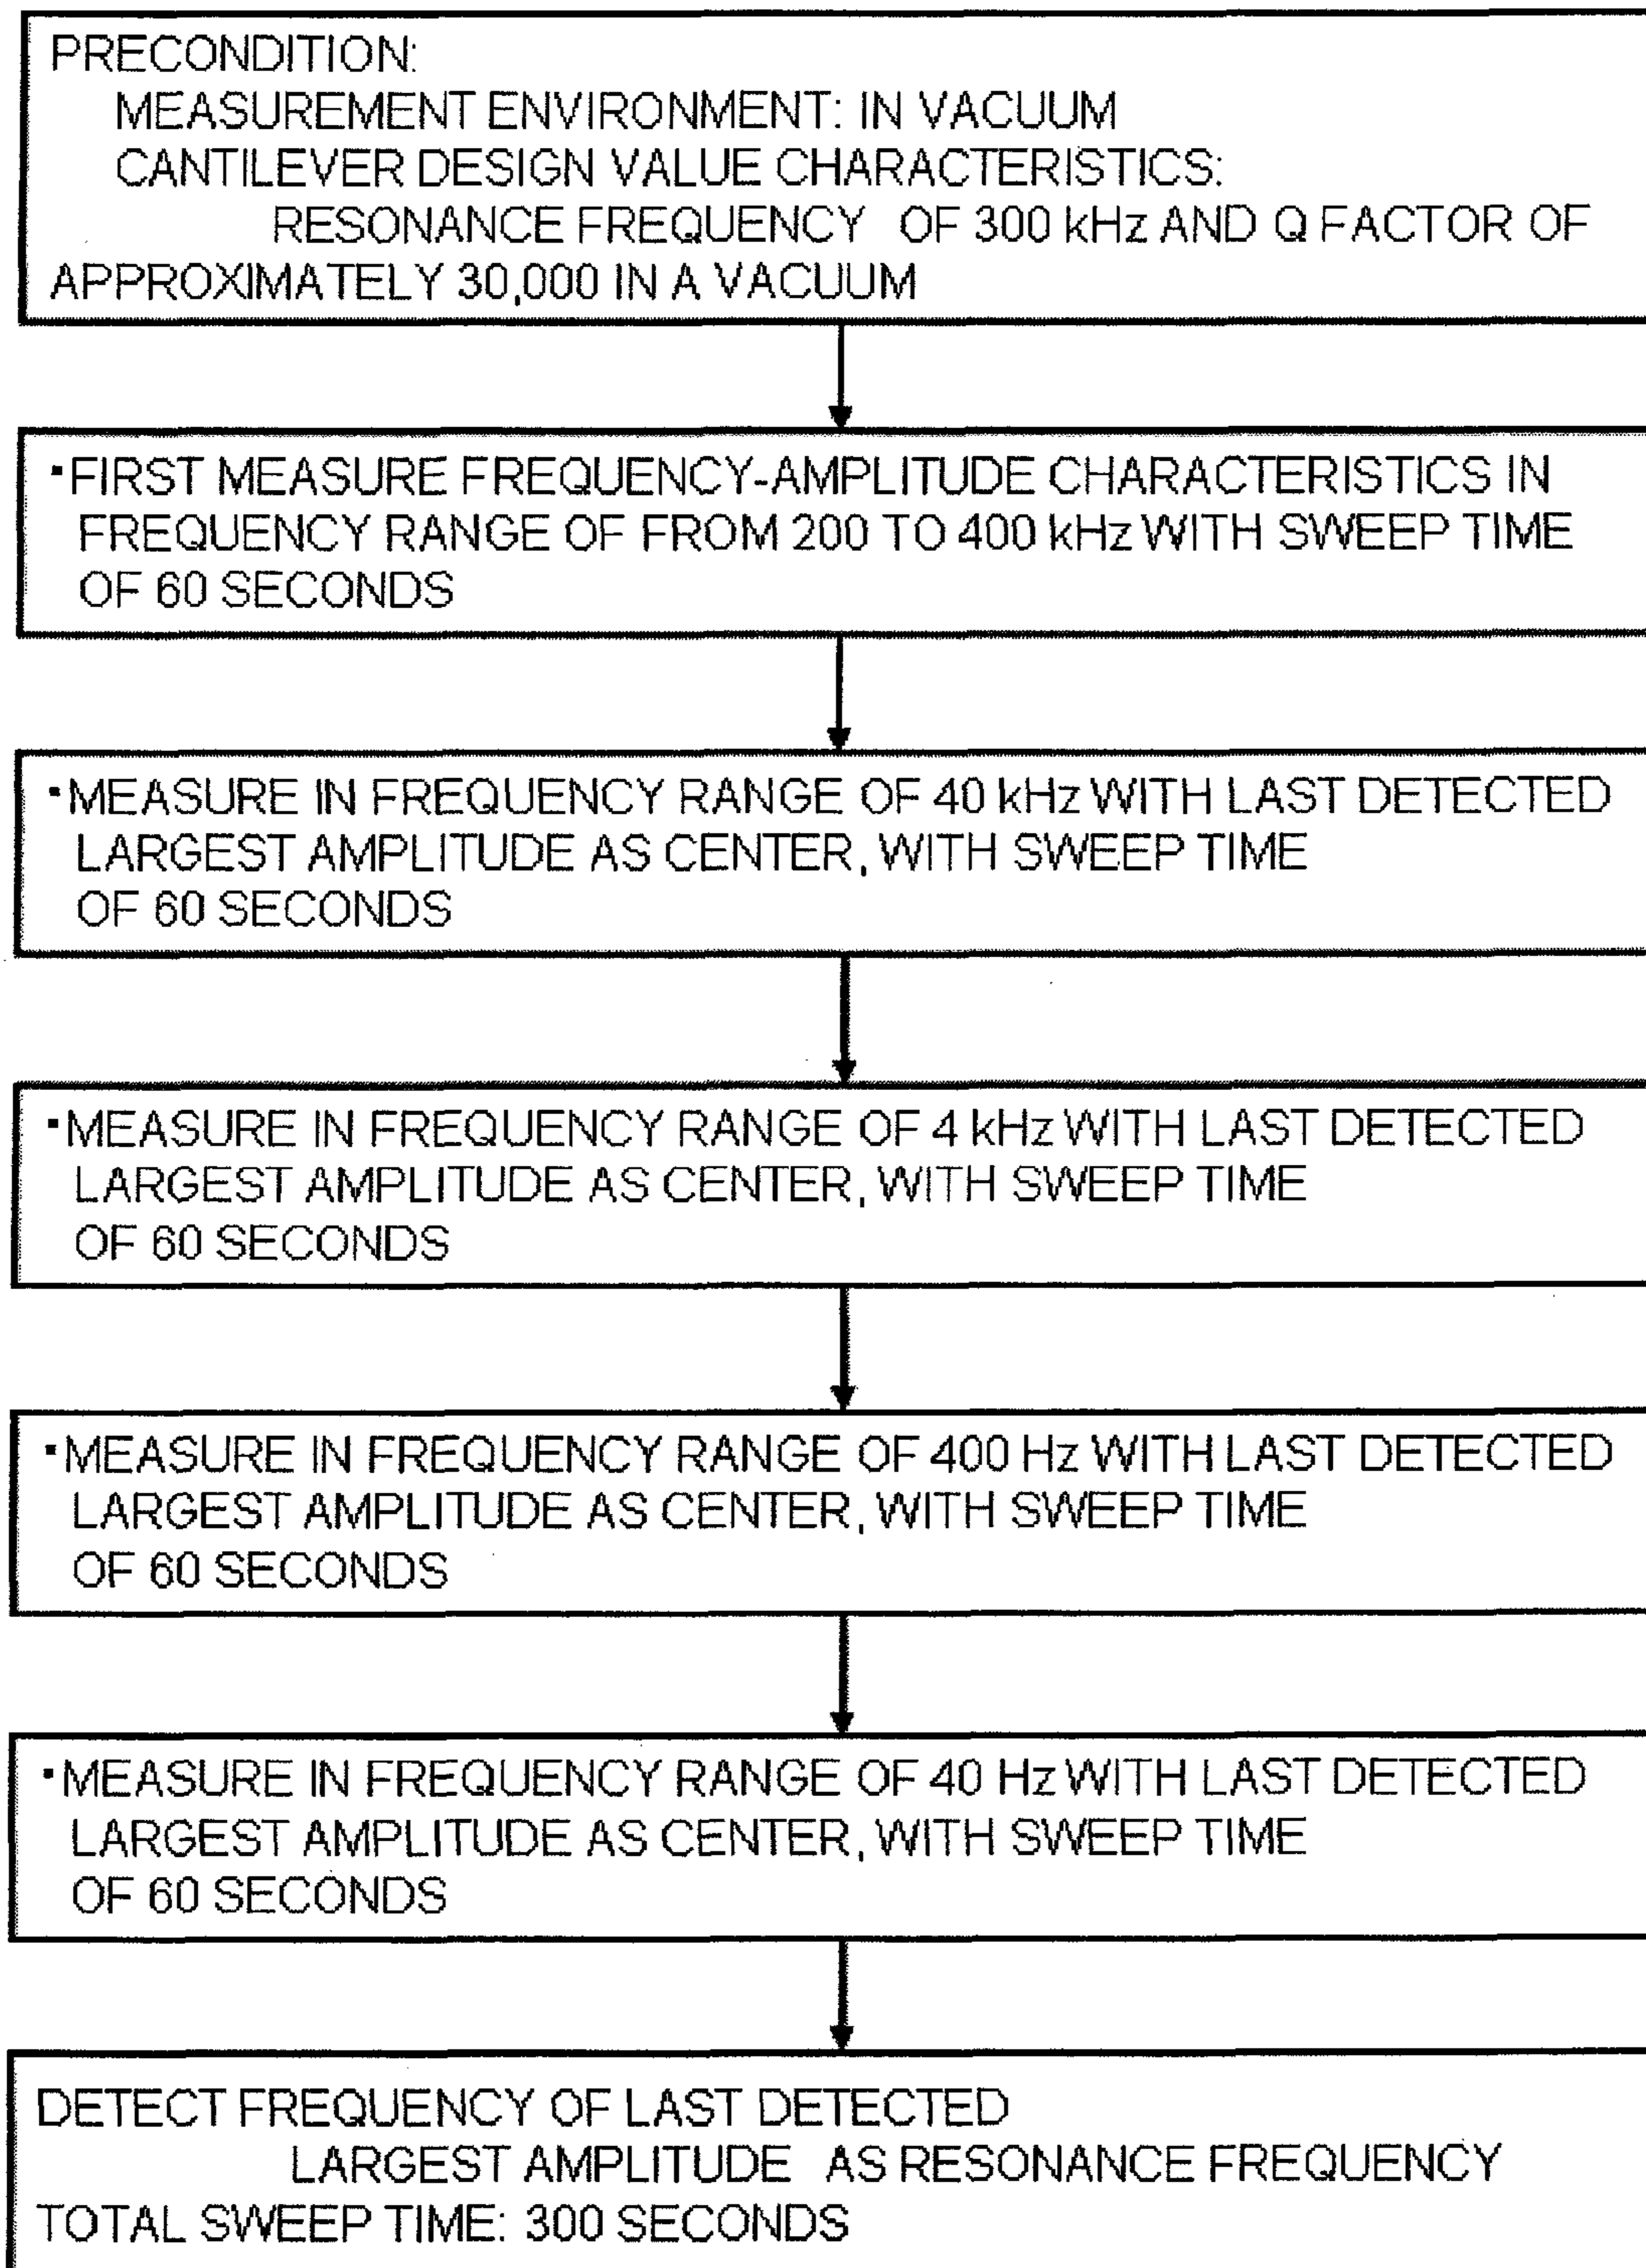 PRECONDITION:
MEASUREMENT ENVIRONMENT: IN VACUUM
CANTILEVER DESIGN VALUE CHARACTERISTICS:
RESONANCE FREQUENCY OF 300 kHz AND Q FACTOR OF
APPROXIMATELY 30,000 IN A VACUUM
▪FIRST MEASURE FREQUENCY-AMPLITUDE CHARACTERISTICS IN
FREQUENCY RANGE OF FROM 200 TO 400 kHz WITH SWEEP TIME
OF 60 SECONDS
▪MEASURE IN FREQUENCY RANGE OF 40 kHz WITH LAST DETECTED
LARGEST AMPLITUDE AS CENTER, WITH SWEEP TIME
OF 60 SECONDS
▪MEASURE IN FREQUENCY RANGE OF 4 kHz WITH LAST DETECTED
LARGEST AMPLITUDE AS CENTER, WITH SWEEP TIME
OF 60 SECONDS
▪MEASURE IN FREQUENCY RANGE OF 400 Hz WITH LAST DETECTED
LARGEST AMPLITUDE AS CENTER, WITH SWEEP TIME
OF 60 SECONDS
▪MEASURE IN FREQUENCY RANGE OF 40 Hz WITH LAST DETECTED
LARGEST AMPLITUDE AS CENTER, WITH SWEEP TIME
OF 60 SECONDS
DETECT FREQUENCY OF LAST DETECTED
LARGEST AMPLITUDE AS RESONANCE FREQUENCY
TOTAL SWEEP TIME: 300 SECONDS